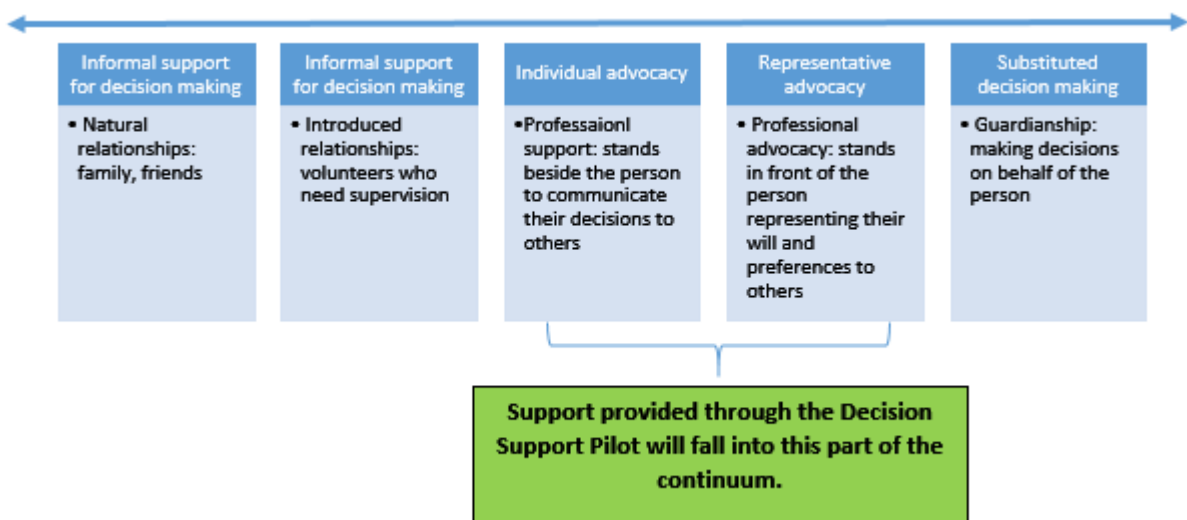 Informal support
for decision making
• Natural
relationships:
family, friends
Informal support
for decision making
• Introduced
relationships:
volunteers who
need supervision
Individual advocacy
•Professaionl
support: stands
beside the person
to communicate
their decisions to
others
Representative
advocacy
• Professional
advocacy: stands
in front of the
person
representing their
will and
preferences to
others
Substituted
decision making
• Guardianship:
making decisions
on behalf of the
person
Support provided through the Decision
Support Pilot will fall into this part of the
continuum.